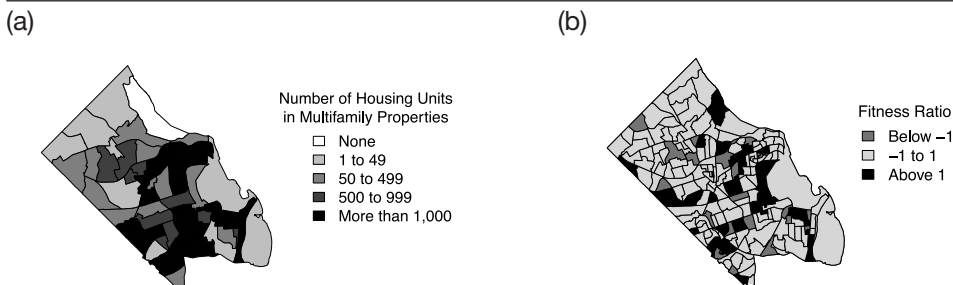 (a)
Number of Housing Units
in Multifamily Properties
None
1 to 49
50 to 499
500 to 999
More than 1,000
(b)
Fitness Ratio
Below −1
−1 to 1
Above 1